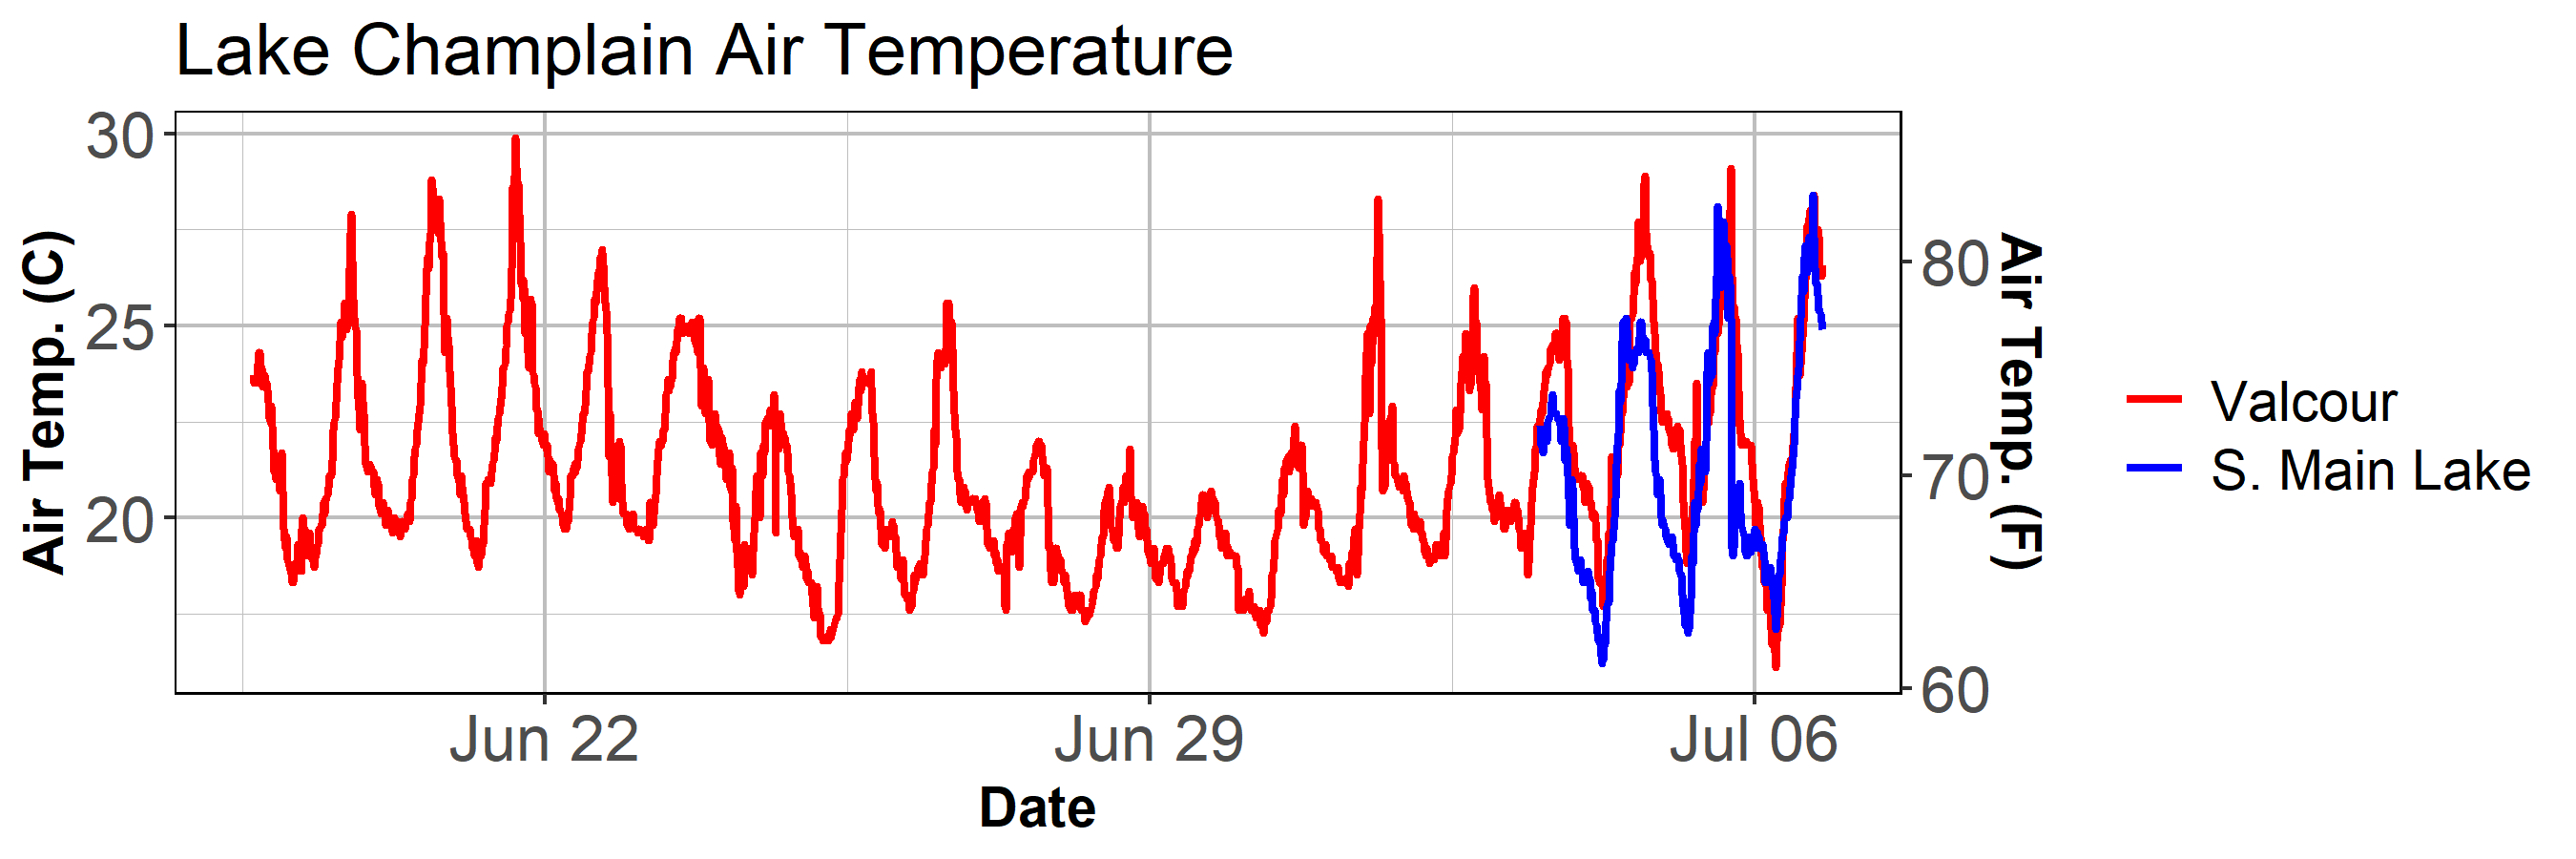 Lake Champlain Air Temperature
30
25
20
Air Temp. (C)
80
70
60
Air Temp. (F)
Jun 22
Jun 29
Jul 06
Date
Valcour
S. Main Lake